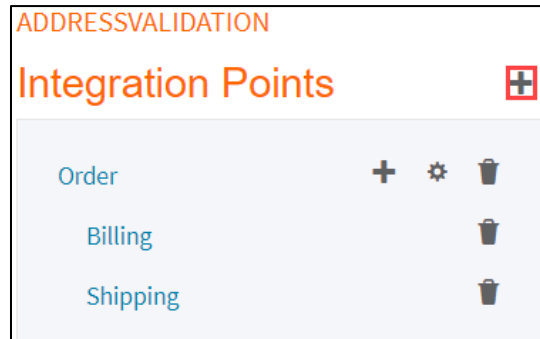 ADDRESSVALIDATION
Integration Points
Order
Billing
Shipping